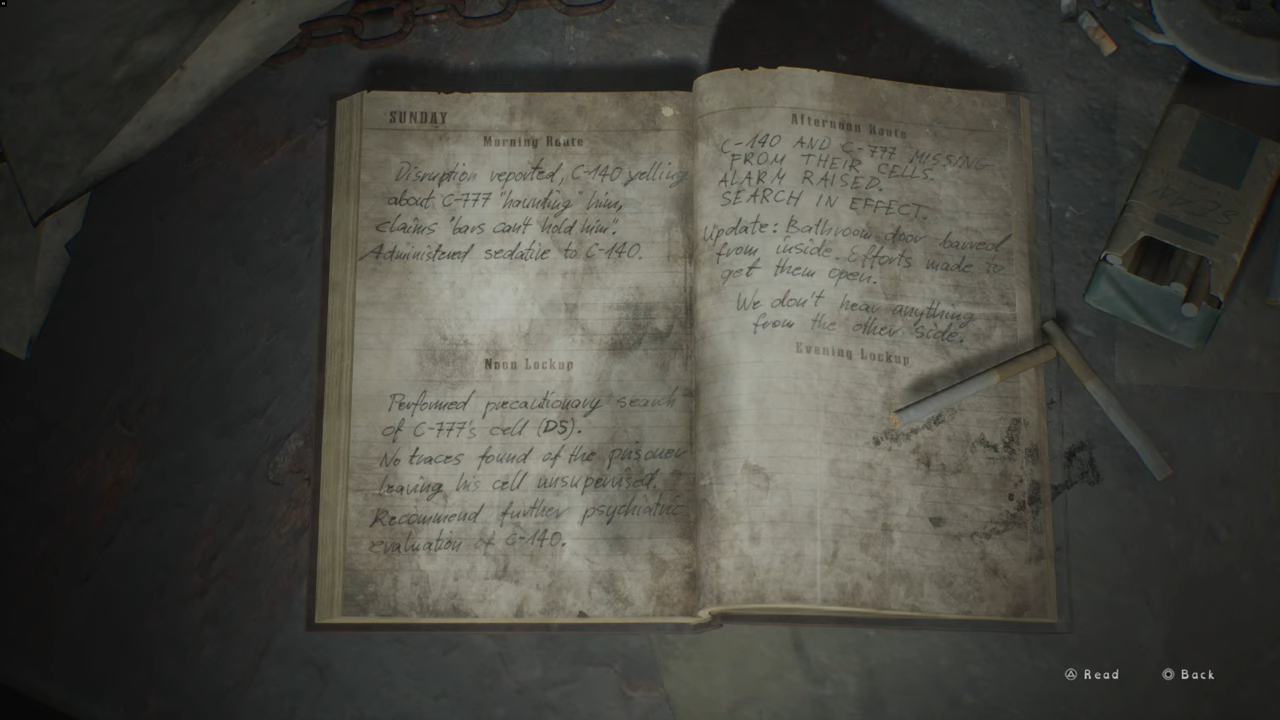 SUNDAY
Morning Route
Disruption reported, C-140 yelling
about C-777 "haunting" him,
claims "bars can't hold him".
Administered sedative to C-140.
Noon Lockup
Performed precautionary search
of C-777's cell (D5).
No traces found of the prisoner
leaving his cell unsupervised.
Recommend further psychiatric
evaluation of C-140.
Afternoon Route
C-140 AND C-777 MISSING
FROM THEIR CELLS.
ALARM RAISED.
SEARCH IN EFFECT.
Update: Bathroom door barred
from inside. Efforts made to
get them open.
We don't hear anything
from the other side.
Evening Lockup
Read
Back